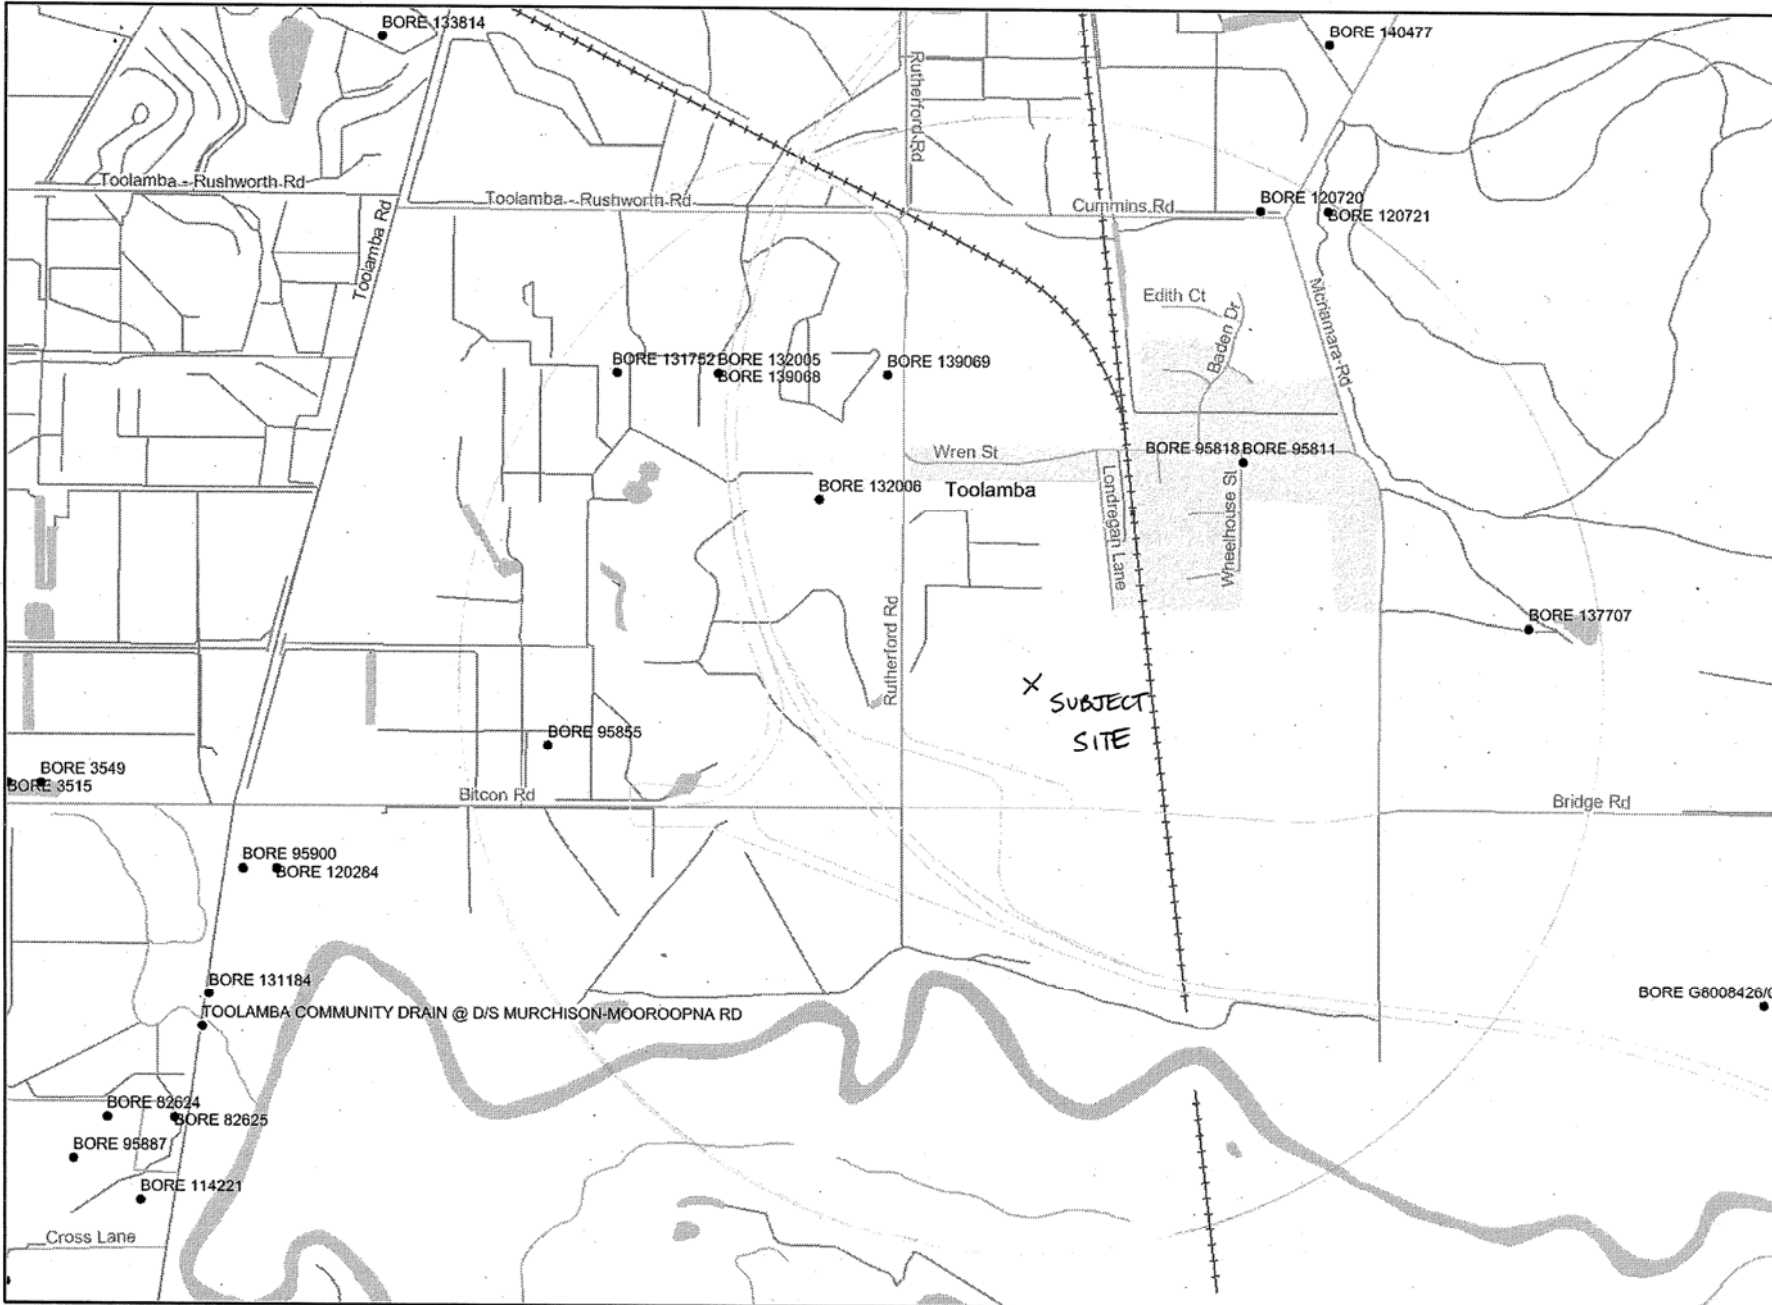 BORE 133814
BORE 140477
Rutherford Rd
Toolamba - Rushworth Rd
Toolamba - Rushworth Rd
Cummins Rd
BORE 120720
BORE 120721
Toolamba Rd
Edith Ct
Baden Dr
Mcnamara Rd
BORE 131752
BORE 132005
BORE 139068
BORE 139069
Wren St
BORE 95818
BORE 95811
BORE 132006
Toolamba
Londregan Lane
Wheelhouse St
Rutherford Rd
BORE 137707
X SUBJECT
SITE
BORE 95855
BORE 3549
BORE 3515
Bitcon Rd
Bridge Rd
BORE 95900
BORE 120284
BORE 131184
BORE G8008426/0
TOOLAMBA COMMUNITY DRAIN @ D/S MURCHISON-MOOROOPNA RD
BORE 82624
BORE 82625
BORE 95887
BORE 114221
Cross Lane